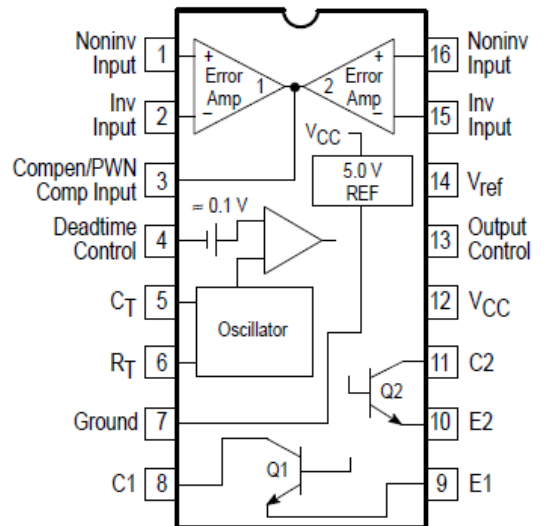 Noninv
Input
1
+
Error
Amp
1
2
Error
Amp
+
16
Noninv
Input
Inv
Input
2
−
−
15
Inv
Input
VCC
Compen/PWN
Comp Input
3
5.0 V
REF
14
Vref
≈ 0.1 V
Deadtime
Control
4
13
Output
Control
CT
5
Oscillator
12
VCC
RT
6
11
C2
Q2
Ground
7
10
E2
C1
8
Q1
9
E1